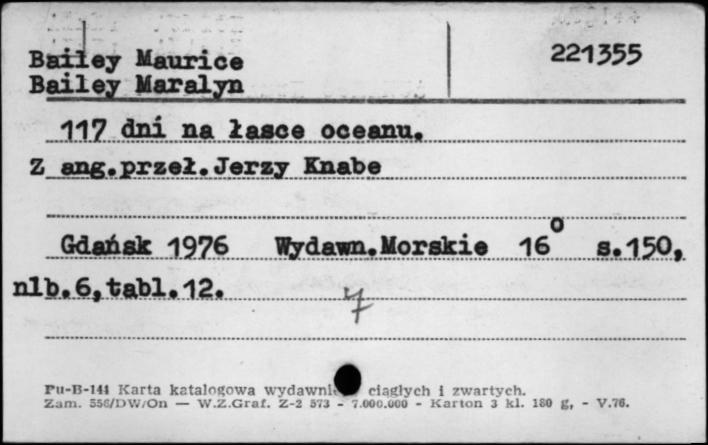 Bailey Maurice 221355
Bailey Maralyn
117 dni na łasce oceanu.
Z ang.przeł.Jerzy Knabe
Gdańsk 1976 Wydawn.Morskie 16o s.150,
nlb.6,tabl.12.
7
Pu-B-144 Karta katalogowa ciągłych i zwartych.
Zam. 556/DW/On — W.Z.Graf. Z-2 573 - 7.000.000 - Karton 3 kl. 180 g, - V.76.